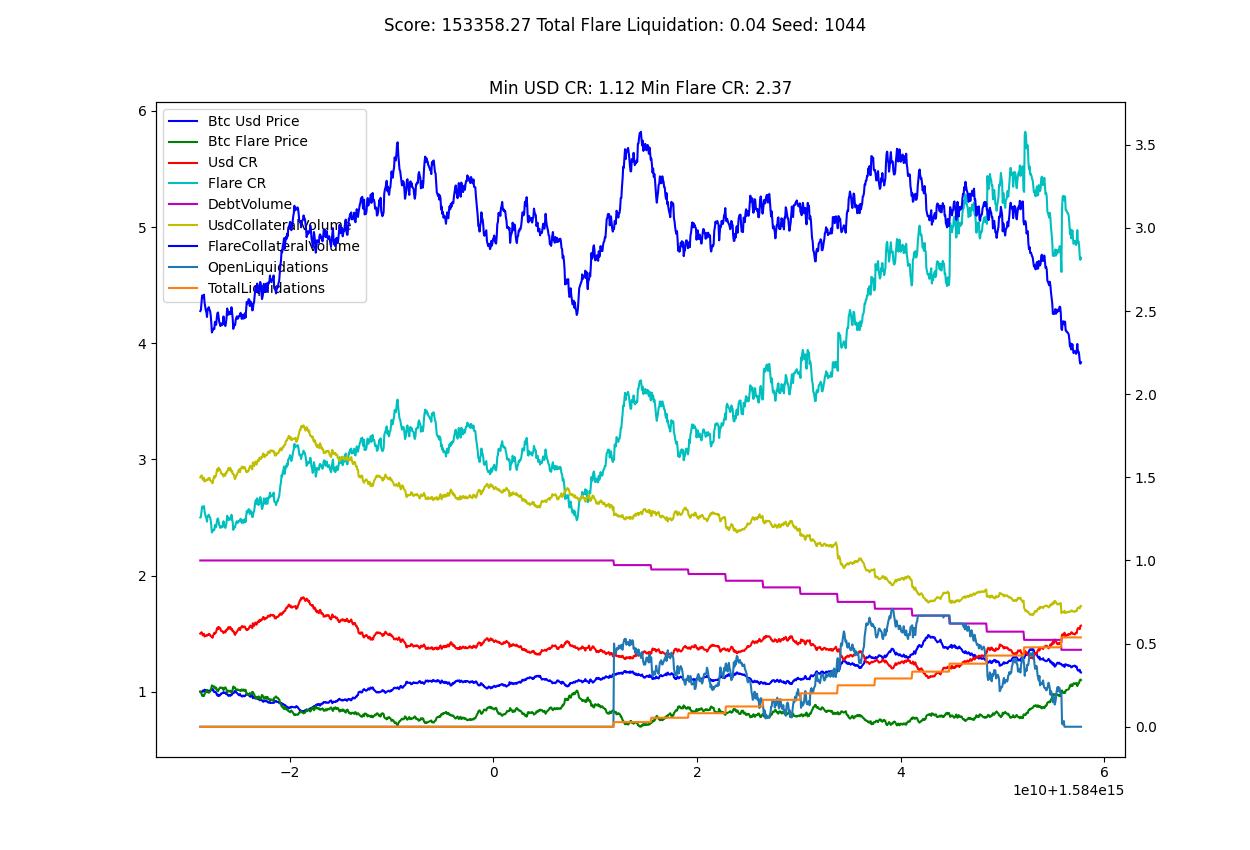 Score: 153358.27 Total Flare Liquidation: 0.04 Seed: 1044
Min USD CR: 1.12 Min Flare CR: 2.37
Btc Usd Price
Btc Flare Price
Usd CR
Flare CR
DebtVolume
UsdCollateralVolume
FlareCollateralVolume
OpenLiquidations
TotalLiquidations
6
5
4
3
2
1
3.5
3.0
2.5
2.0
1.5
1.0
0.5
0.0
−2
0
2
4
6
1e10+1.584e15